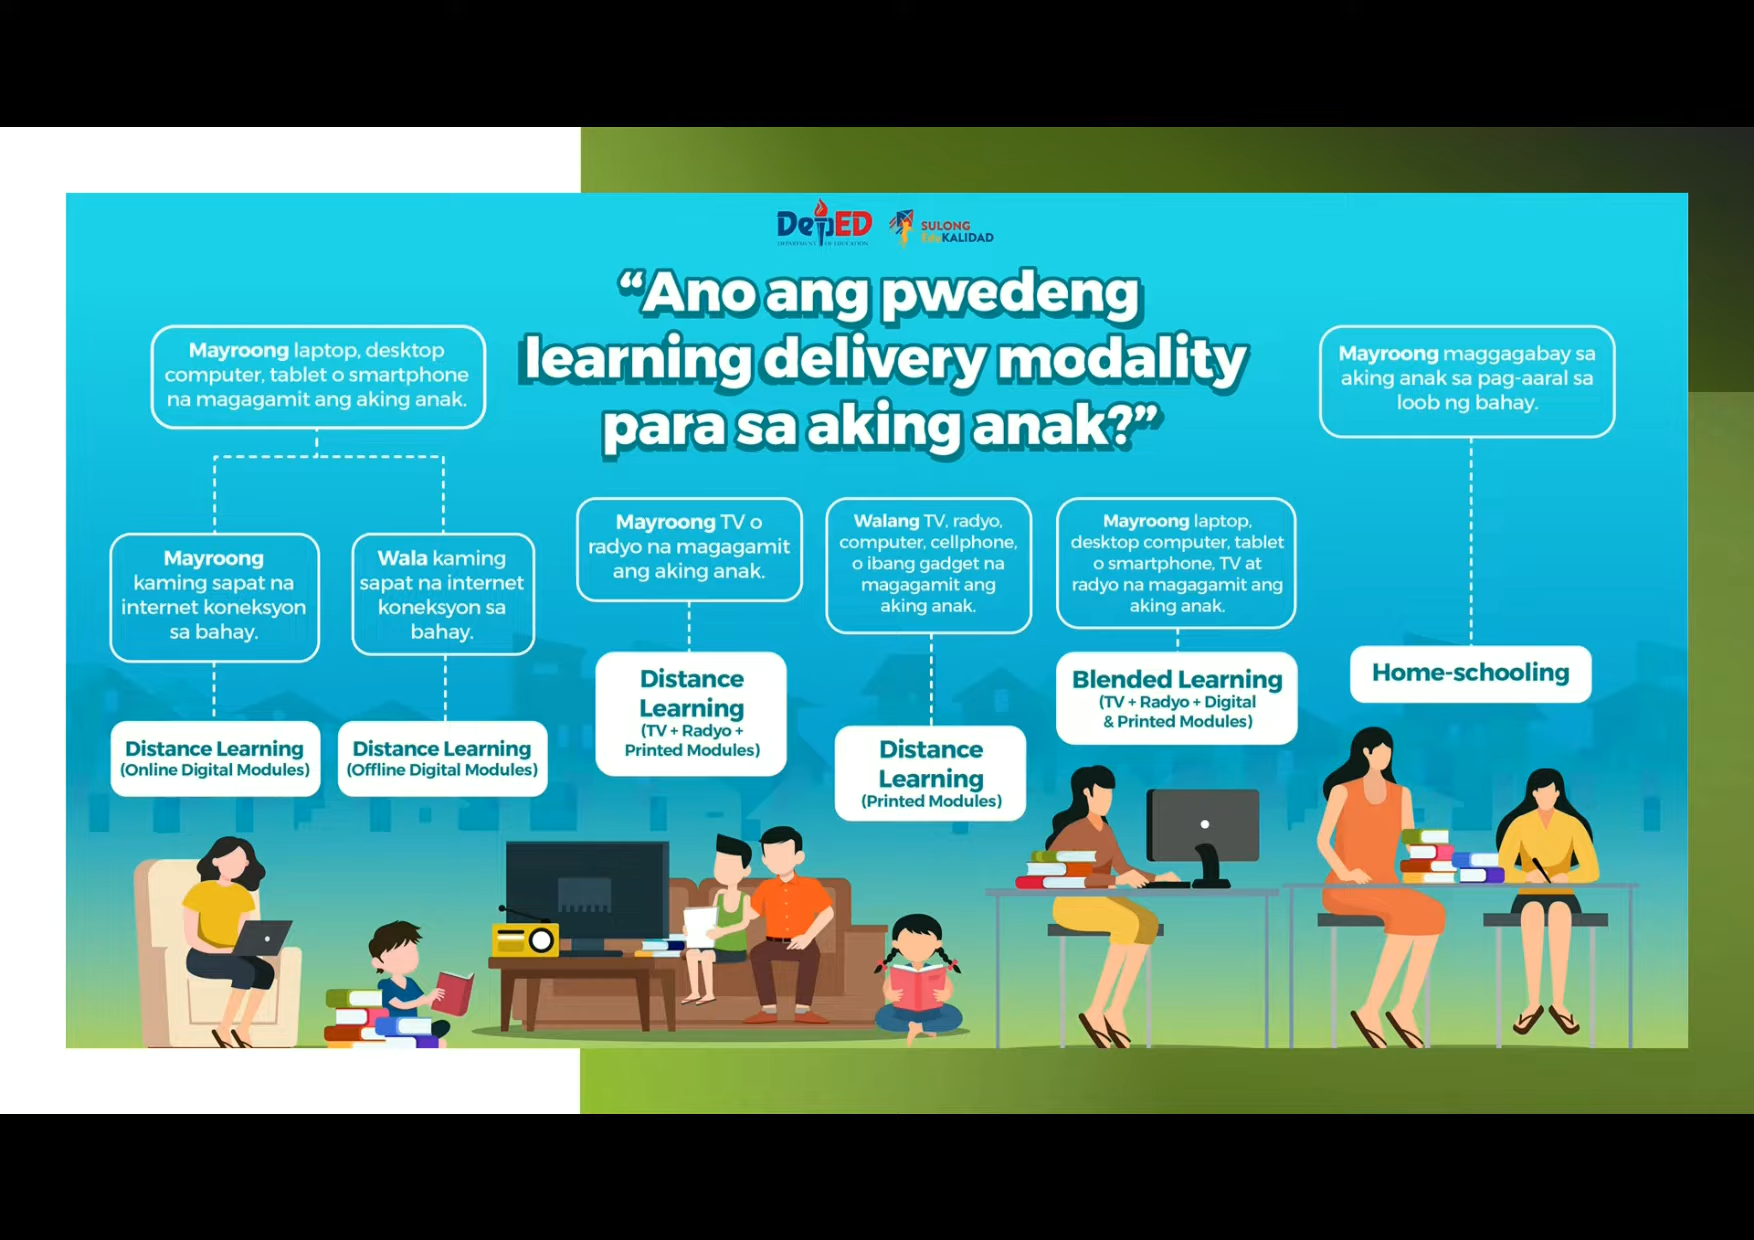 DepED
DEPARTMENT OF EDUCATION
SULONG
EduKALIDAD
“Ano ang pwedeng
learning delivery modality
para sa aking anak?”
Mayroong laptop, desktop
computer, tablet o smartphone
na magagamit ang aking anak.
Mayroong
kaming sapat na
internet koneksyon
sa bahay.
Distance Learning
(Online Digital Modules)
Wala kaming
sapat na internet
koneksyon sa
bahay.
Distance Learning
(Offline Digital Modules)
Mayroong TV o
radyo na magagamit
ang aking anak.
Distance
Learning
(TV + Radyo +
Printed Modules)
Walang TV, radyo,
computer, cellphone,
o ibang gadget na
magagamit ang
aking anak.
Distance
Learning
(Printed Modules)
Mayroong laptop,
desktop computer, tablet
o smartphone, TV at
radyo na magagamit ang
aking anak.
Blended Learning
(TV + Radyo + Digital
& Printed Modules)
Mayroong maggagabay sa
aking anak sa pag-aaral sa
loob ng bahay.
Home-schooling